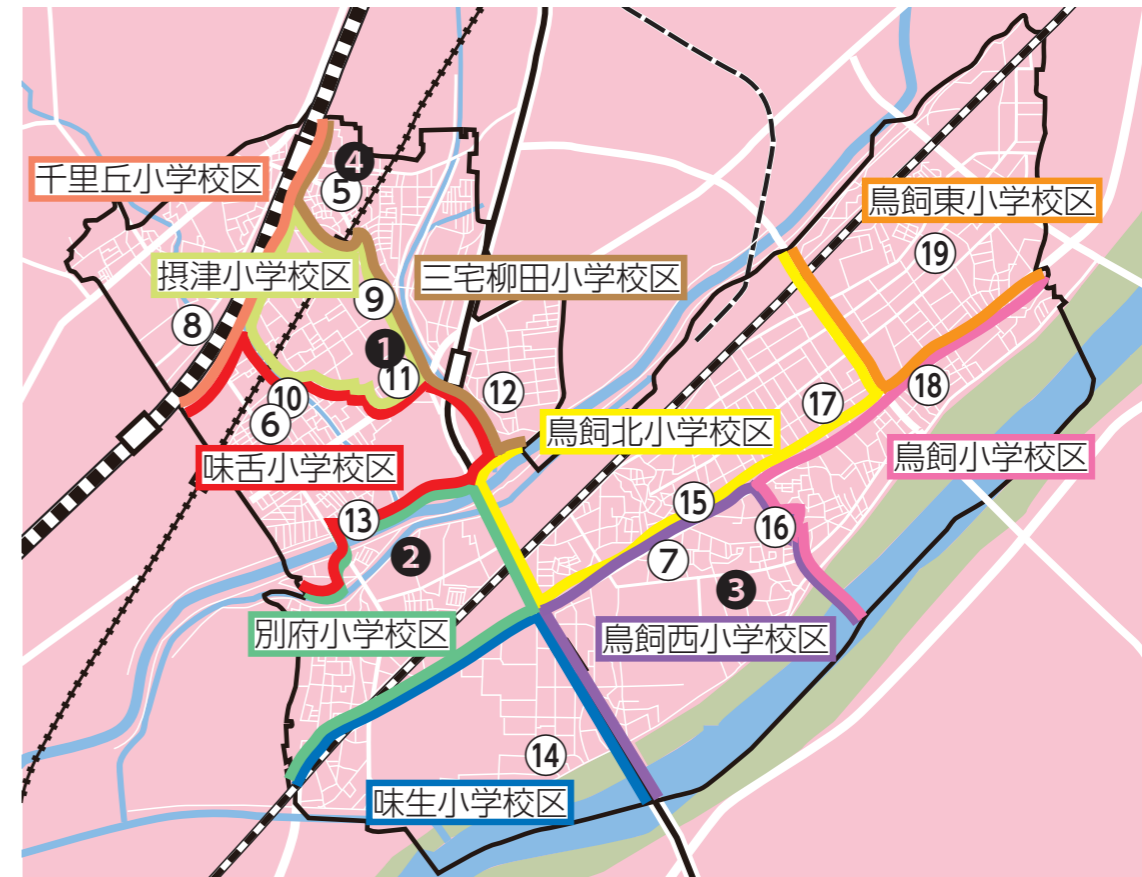 ❹
千里丘小学校区
⑤
鳥飼東小学校区
⑲
摂津小学校区
三宅柳田小学校区
⑨
⑧
❶
⑪
⑩
⑫
⑱
⑰
⑥
鳥飼北小学校区
味舌小学校区
鳥飼小学校区
⑮
⑬
⑯
❷
⑦
❸
別府小学校区
鳥飼西小学校区
⑭
味生小学校区